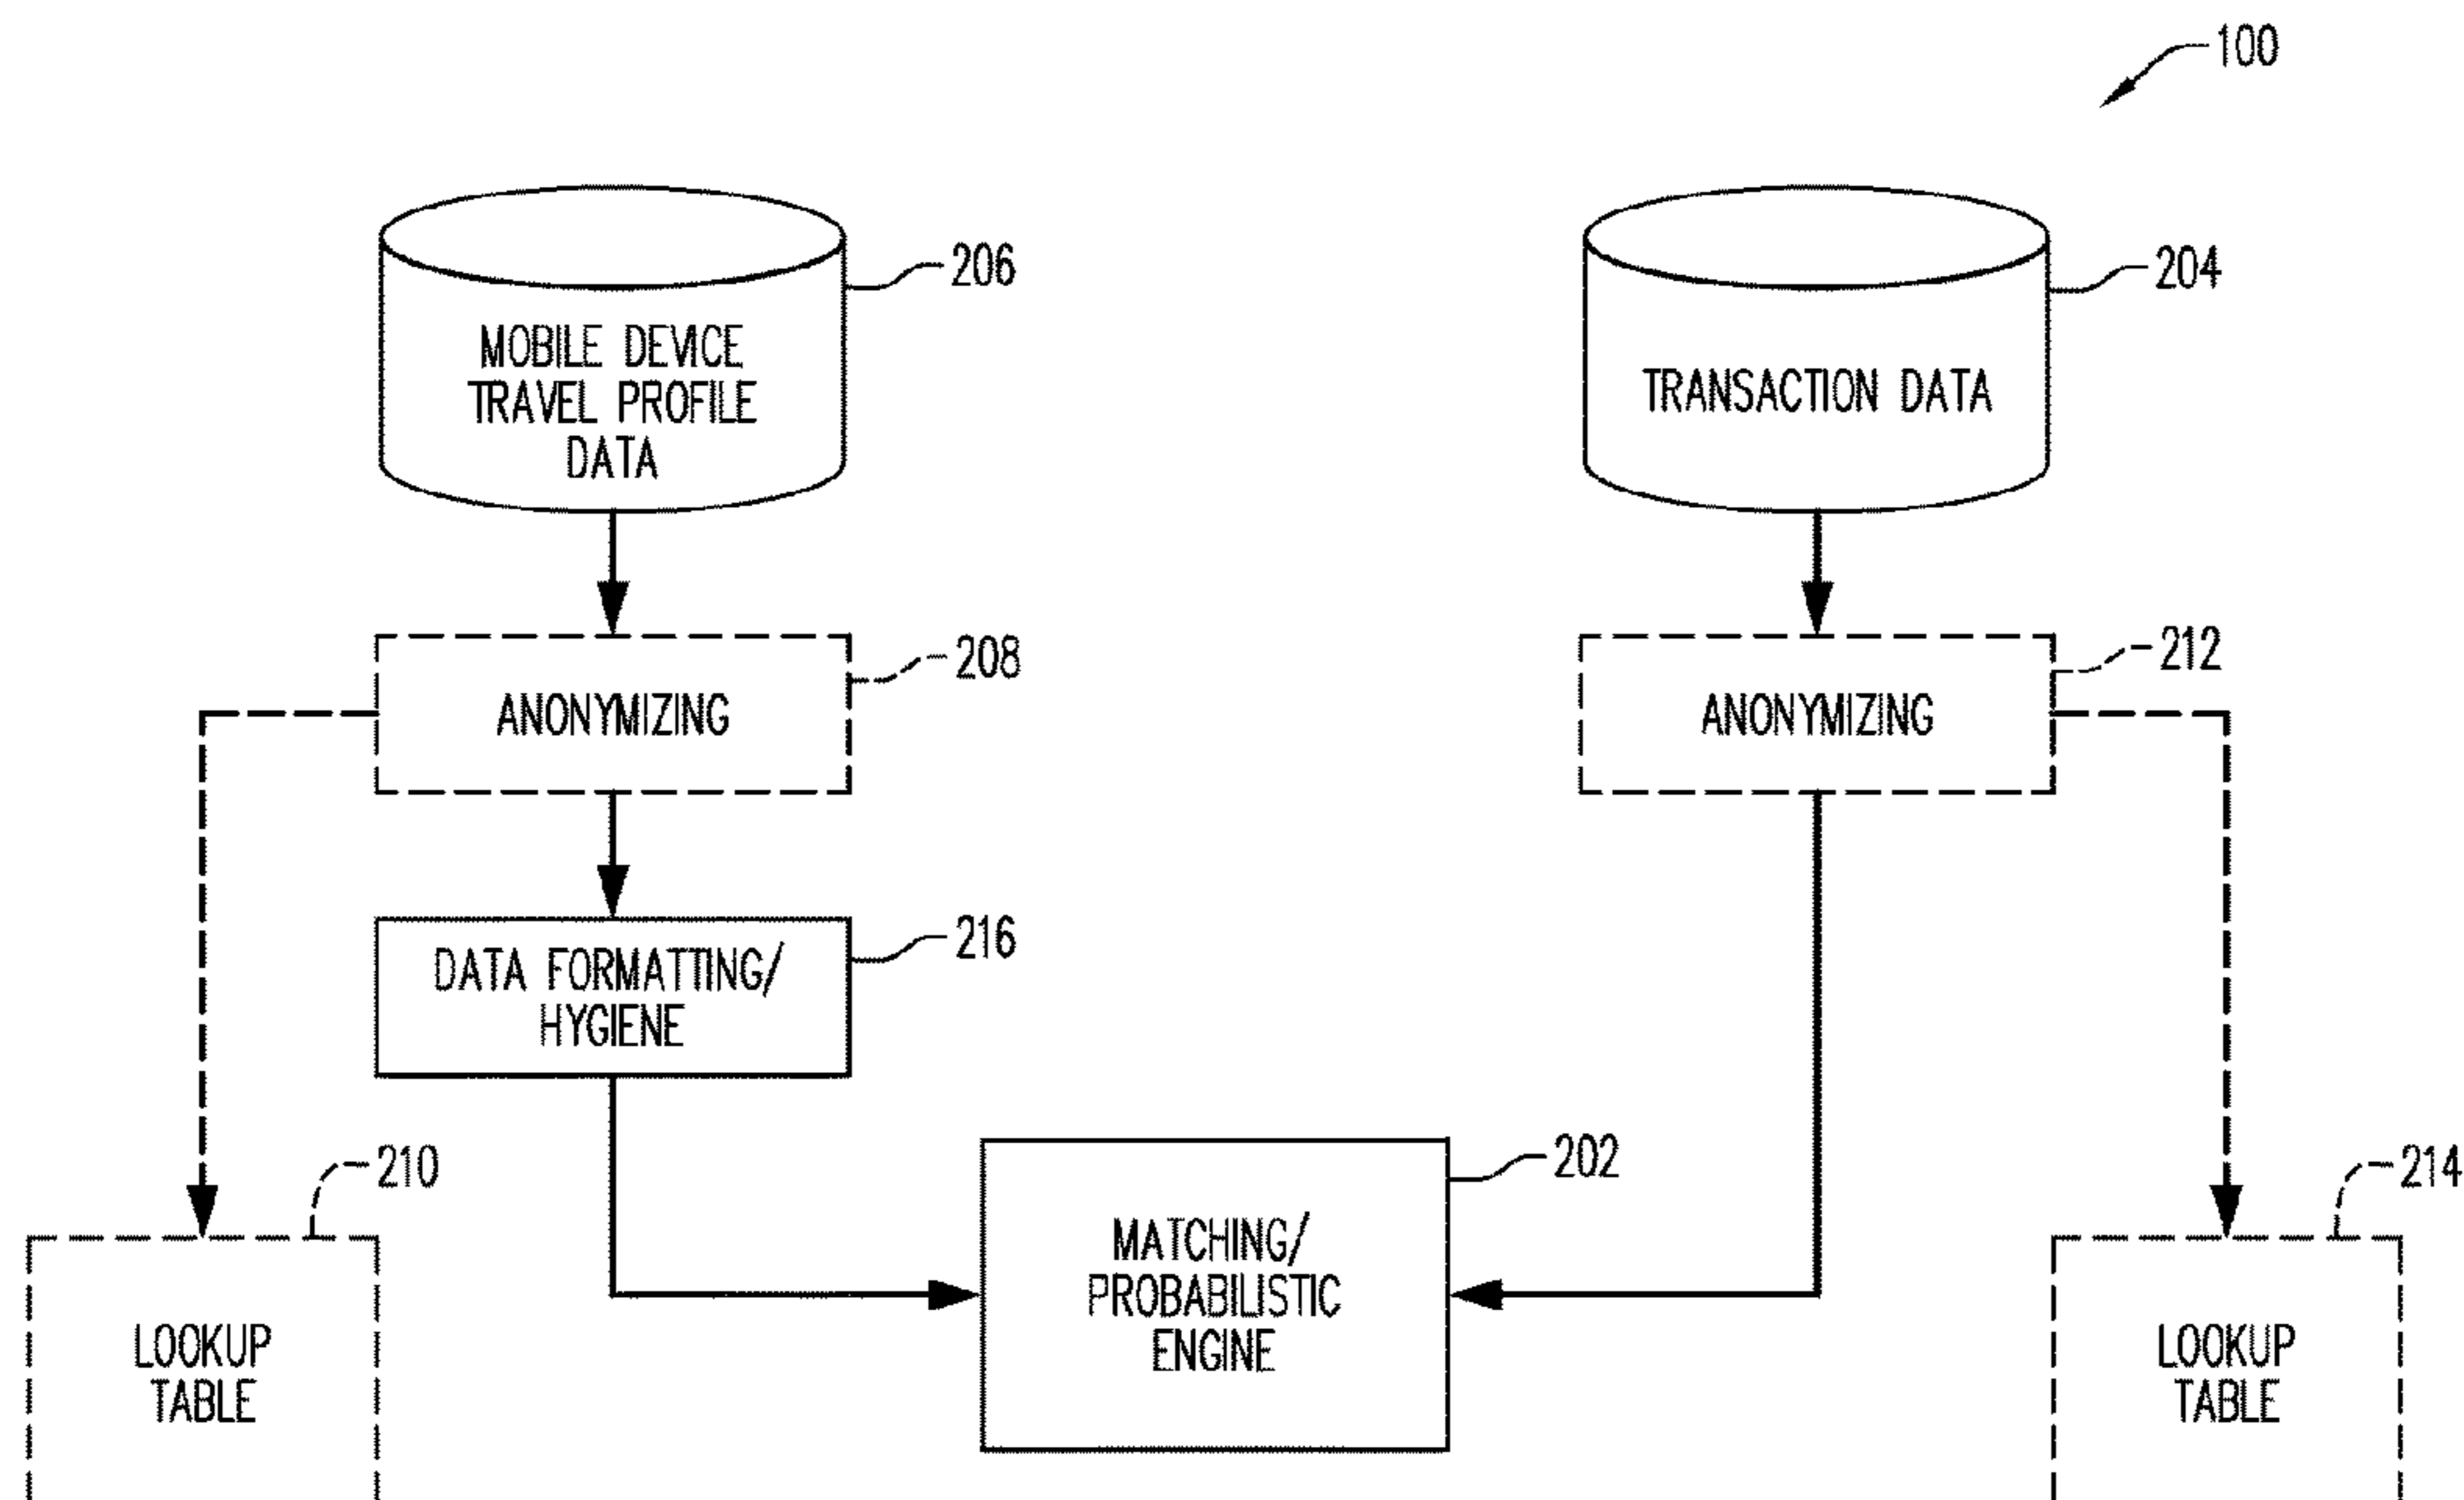 100
206
MOBILE DEVICE
TRAVEL PROFILE
DATA
204
TRANSACTION DATA
208
ANONYMIZING
212
ANONYMIZING
216
DATA FORMATTING/
HYGIENE
210
LOOKUP
TABLE
202
MATCHING/
PROBABILISTIC
ENGINE
214
LOOKUP
TABLE